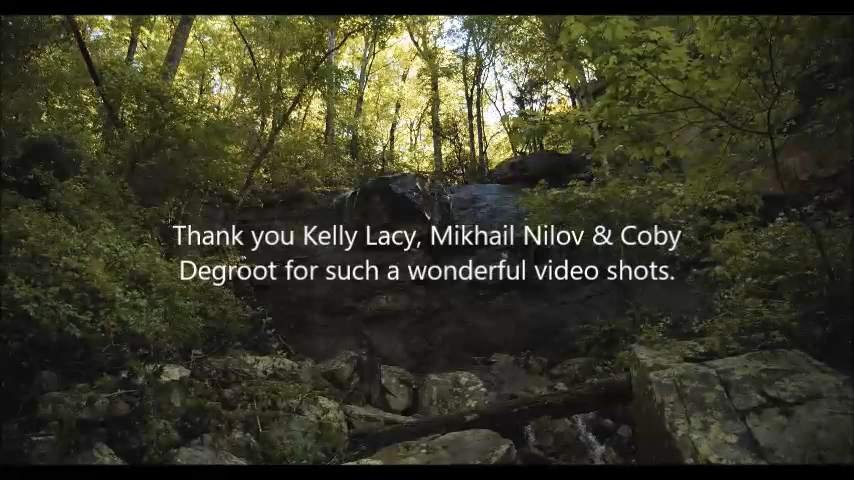 Thank you Kelly Lacy, Mikhail Nilov & Coby
Degroot for such a wonderful video shots.